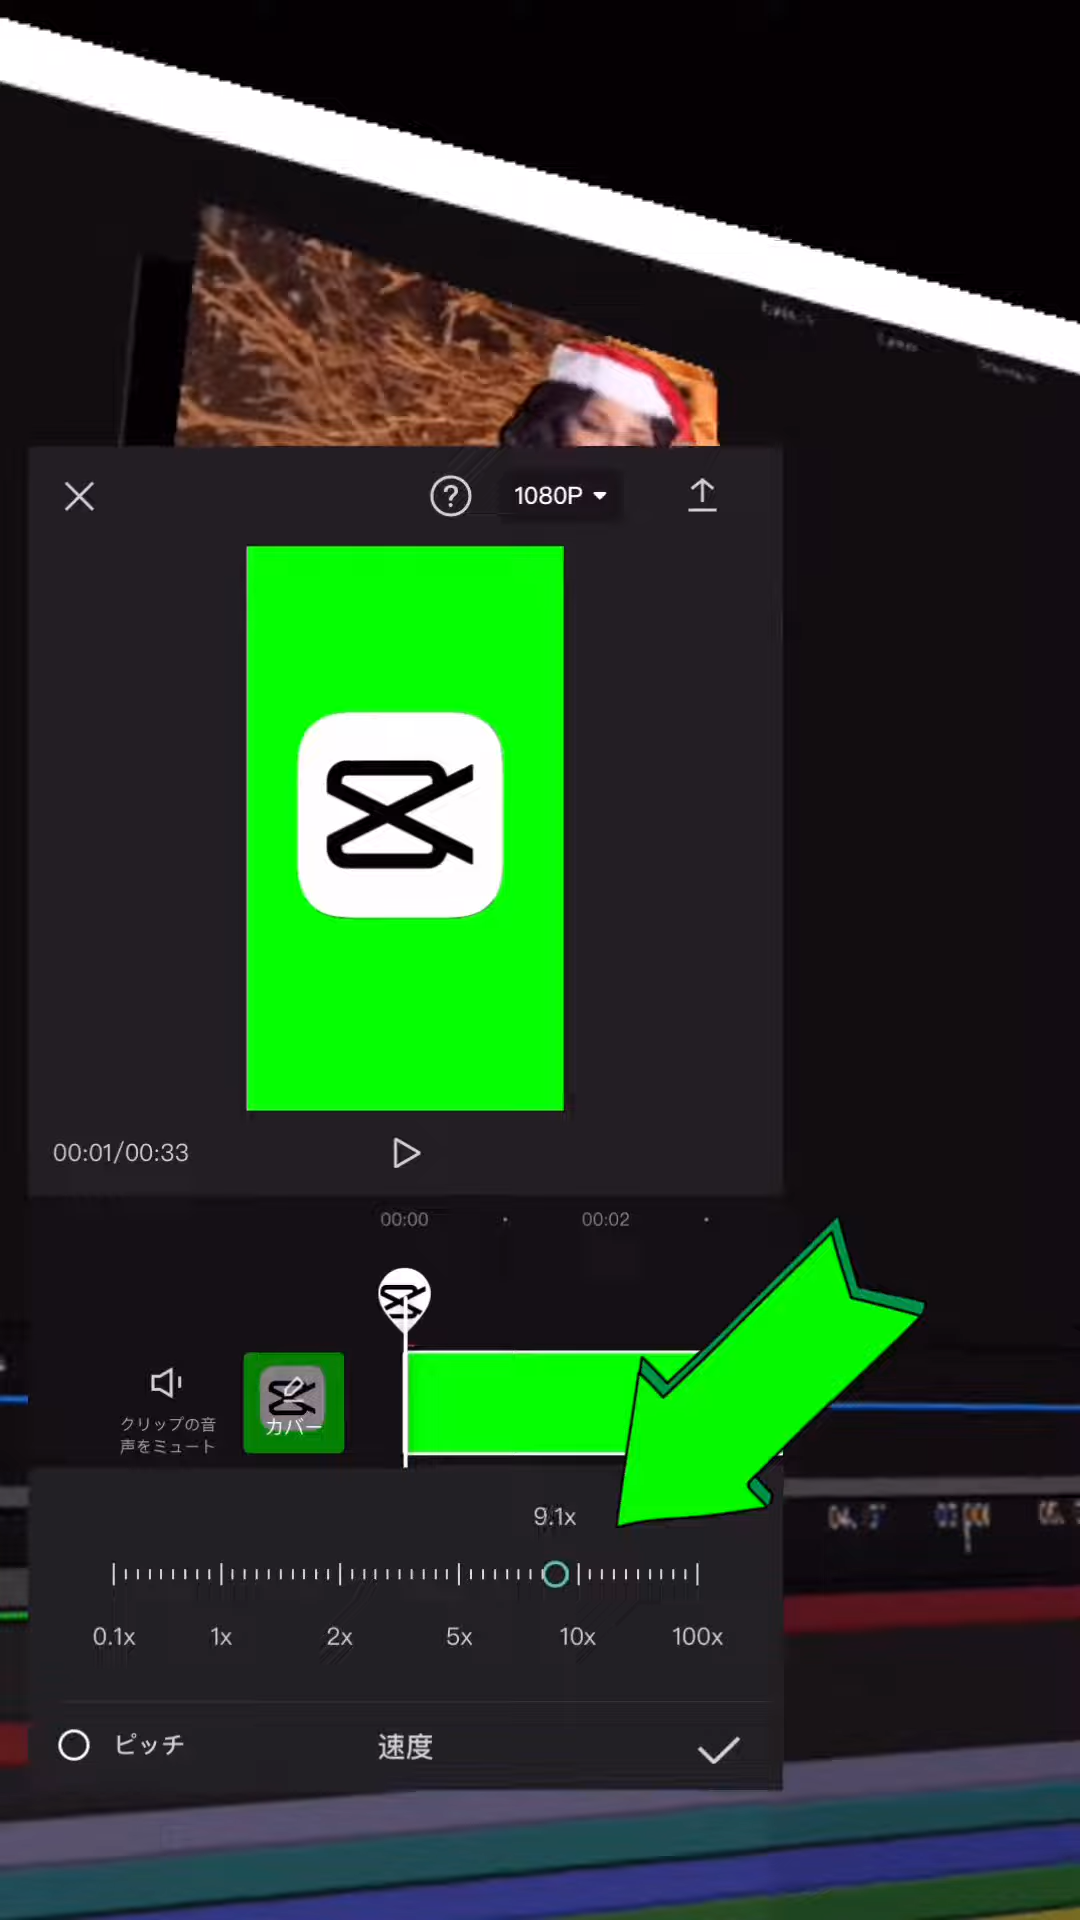 1080P
00:01/00:33
00:00
00:02
クリップの音
声をミュート
カバー
9.1x
0.1x 1x 2x 5x 10x 100x
ピッチ
速度